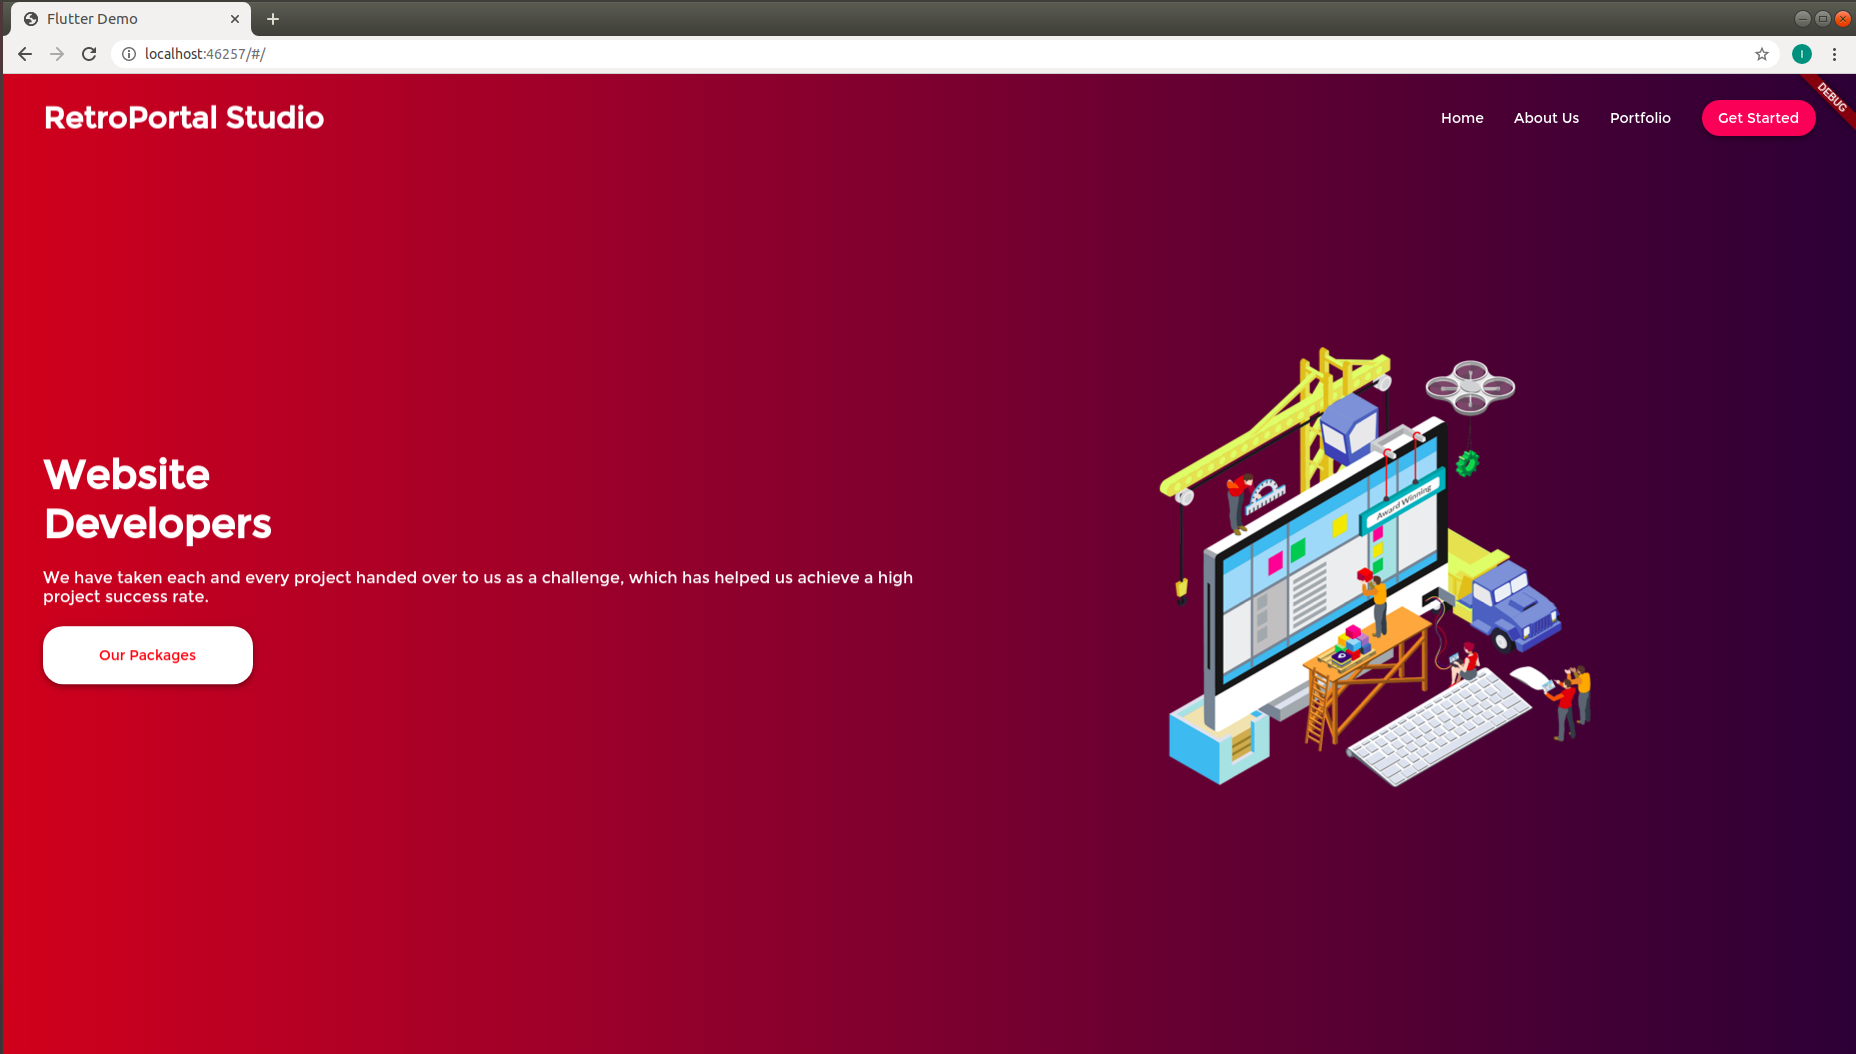 Flutter Demo
localhost:46257/#/
I
DEBUG
RetroPortal Studio
Home
About Us
Portfolio
Get Started
Website
Developers
We have taken each and every project handed over to us as a challenge, which has helped us achieve a high
project success rate.
Our Packages
Award Winning